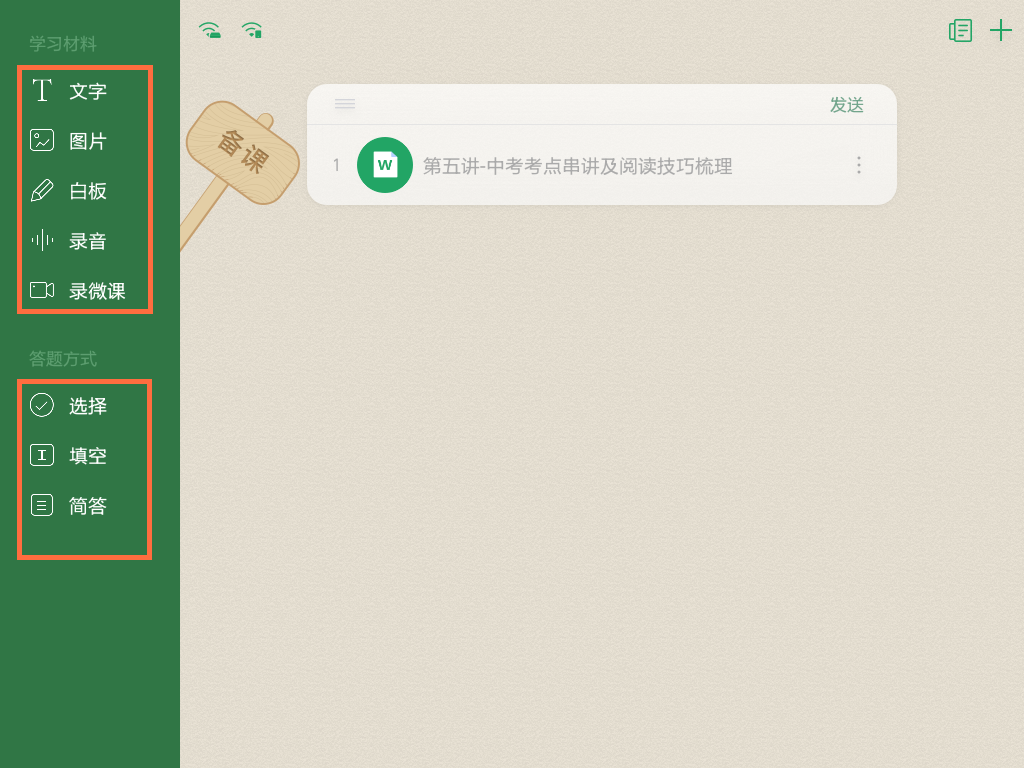 学习材料
文字
图片
白板
录音
录微课
答题方式
选择
填空
简答
备课
发送
1 W 第五讲-中考考点串讲及阅读技巧梳理